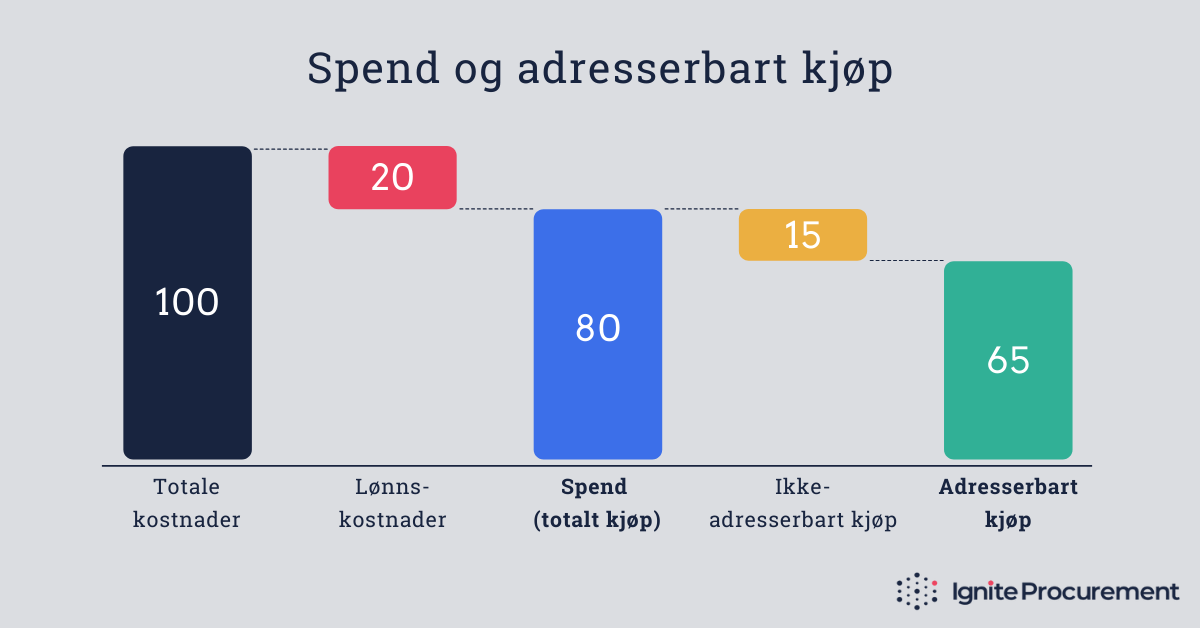 Spend og adresserbart kjøp
100
20
80
15
65
Totale
kostnader
Lønns-
kostnader
Spend
(totalt kjøp)
Ikke-
adresserbart kjøp
Adresserbart
kjøp
Ignite Procurement